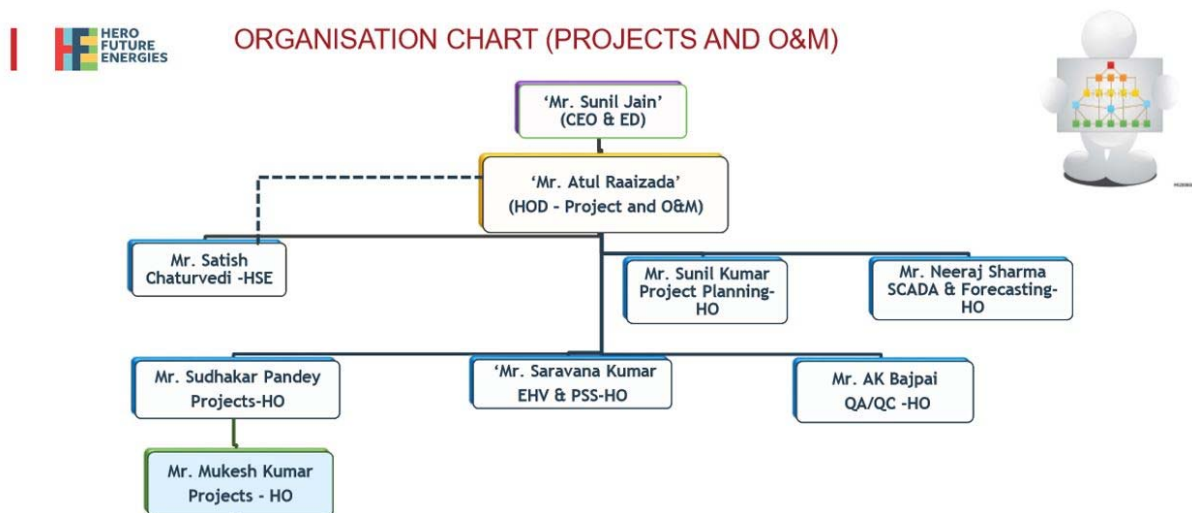 HERO
FUTURE
ENERGIES
ORGANISATION CHART (PROJECTS AND O&M)
‘Mr. Sunil Jain’
(CEO & ED)
‘Mr. Atul Raaizada’
(HOD – Project and O&M)
Mr. Satish
Chaturvedi -HSE
Mr. Sunil Kumar
Project Planning-
HO
Mr. Neeraj Sharma
SCADA & Forecasting-
HO
Mr. Sudhakar Pandey
Projects-HO
‘Mr. Saravana Kumar
EHV & PSS-HO
Mr. AK Bajpai
QA/QC -HO
Mr. Mukesh Kumar
Projects - HO